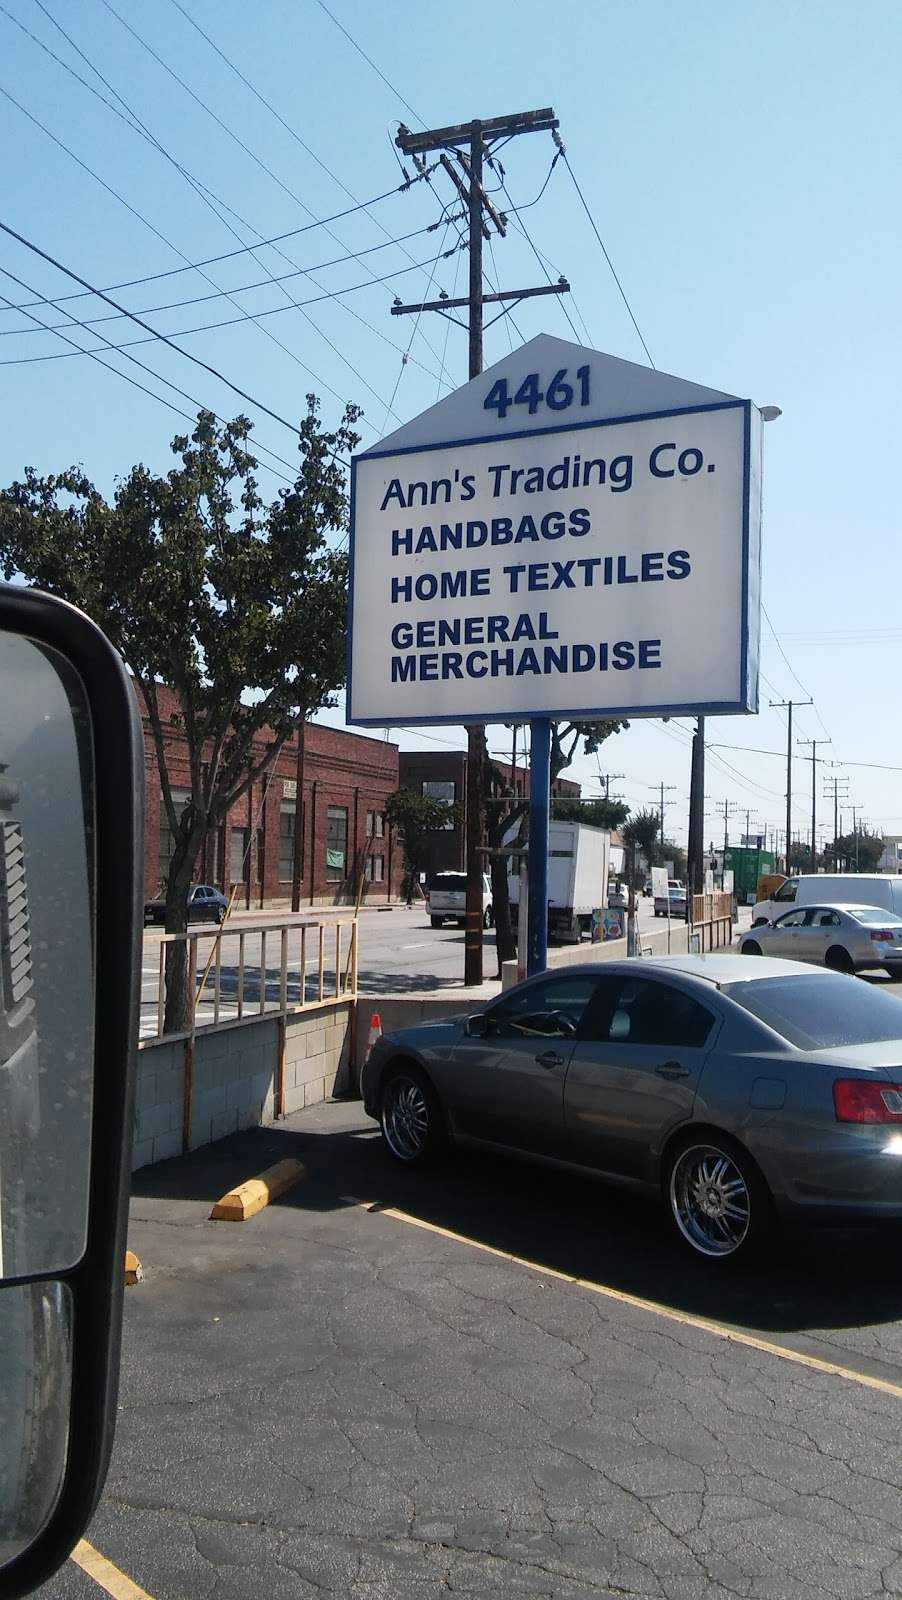 4461
Ann's Trading Co.
HANDBAGS
HOME TEXTILES
GENERAL
MERCHANDISE